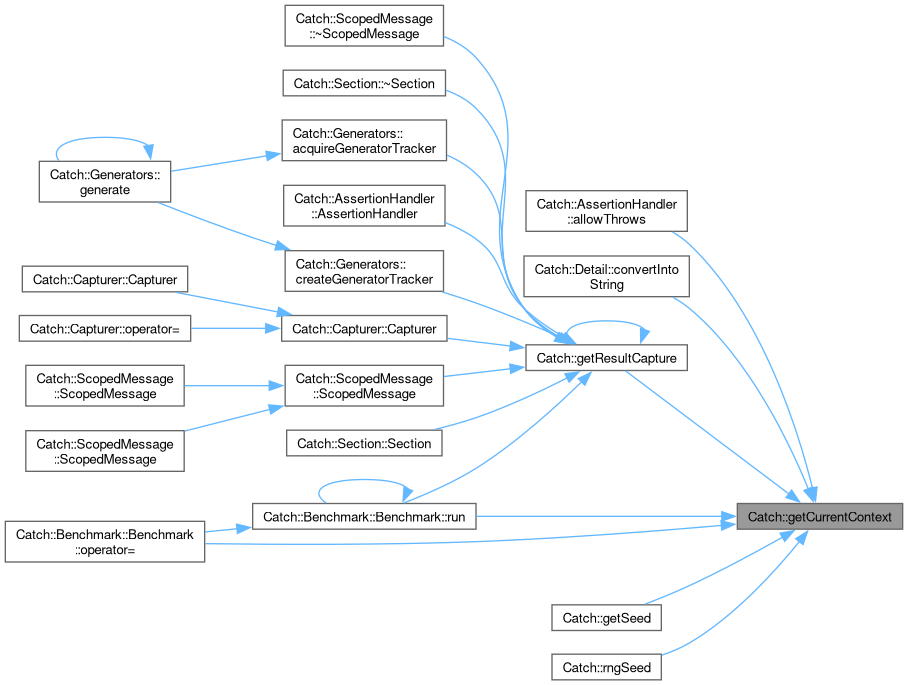 Catch::ScopedMessage
::~ScopedMessage
Catch::Section::~Section
Catch::Generators::
acquireGeneratorTracker
Catch::Generators::
generate
Catch::AssertionHandler
::AssertionHandler
Catch::AssertionHandler
::allowThrows
Catch::Generators::
createGeneratorTracker
Catch::Detail::convertInto
String
Catch::Capturer::Capturer
Catch::Capturer::operator=
Catch::Capturer::Capturer
Catch::getResultCapture
Catch::ScopedMessage
::ScopedMessage
Catch::ScopedMessage
::ScopedMessage
Catch::ScopedMessage
::ScopedMessage
Catch::Section::Section
Catch::Benchmark::Benchmark::run
Catch::getCurrentContext
Catch::Benchmark::Benchmark
::operator=
Catch::getSeed
Catch::rngSeed